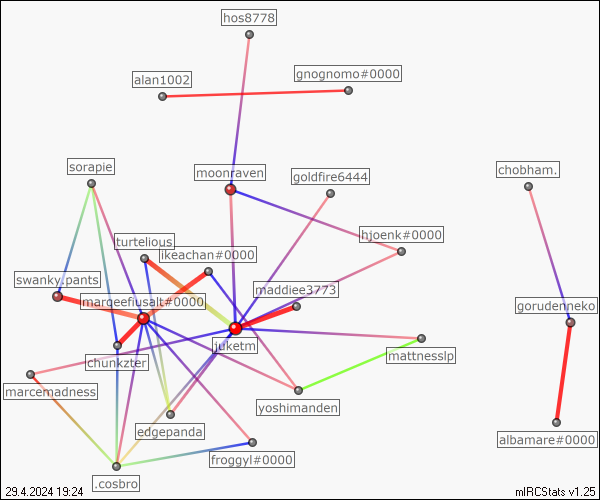 hos8778
gnognomo#0000
alan1002
sorapie
moonraven
goldfire6444
chobham.
hjoenk#0000
turtelious
ikeachan#0000
swanky.pants
maddiee3773
marqeefiusalt#0000
gorudenneko
juketm
chunkzter
mattnesslp
marcemadness
yoshimanden
edgepanda
albamare#0000
froggyl#0000
.cosbro
29.4.2024 19:24
mIRCStats v1.25